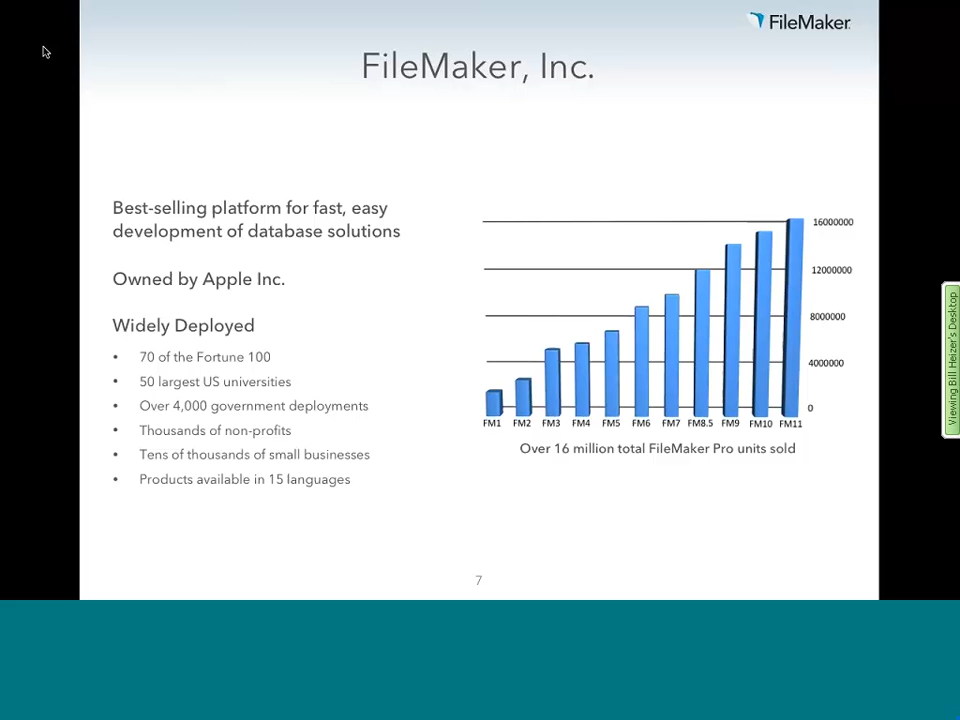 FileMaker
FileMaker, Inc.
Best-selling platform for fast, easy
development of database solutions
Owned by Apple Inc.
Widely Deployed
• 70 of the Fortune 100
• 50 largest US universities
• Over 4,000 government deployments
• Thousands of non-profits
• Tens of thousands of small businesses
• Products available in 15 languages
16000000
12000000
8000000
4000000
0
FM1 FM2 FM3 FM4 FM5 FM6 FM7 FM8.5 FM9 FM10 FM11
Over 16 million total FileMaker Pro units sold
7
Viewing Bill Heizer's Desktop